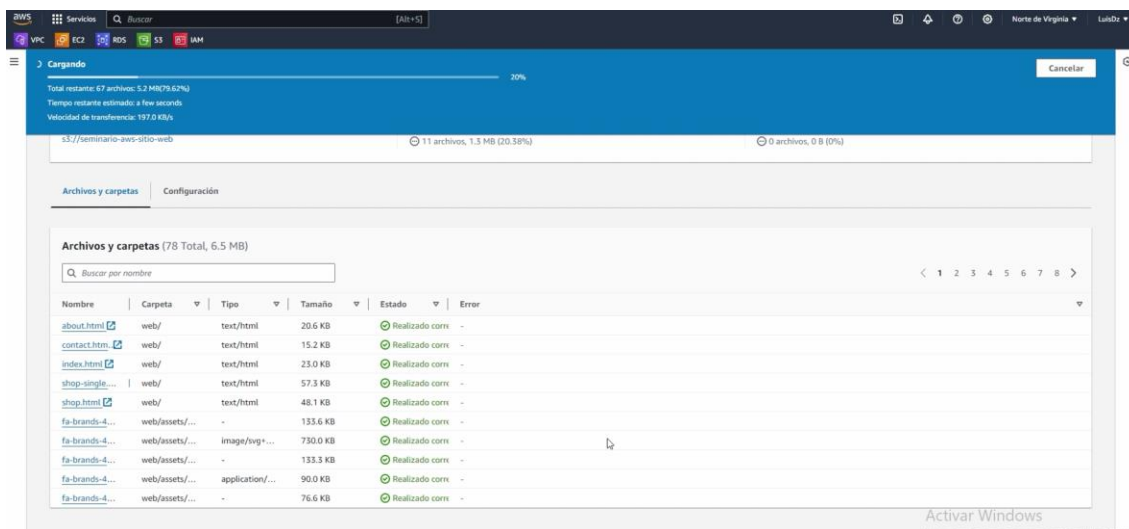 aws Servicios Buscar [Alt+S] Norte de Virginia LuisDz
VPC EC2 RDS S3 IAM
Cargando
20%
Cancelar
Total restante: 67 archivos: 5.2 MB(79.62%)
Tiempo restante estimado: a few seconds
Velocidad de transferencia: 197.0 KB/s
s3://seminario-aws-sitio-web 11 archivos, 1.3 MB (20.38%) 0 archivos, 0 B (0%)
Archivos y carpetas Configuración
Archivos y carpetas (78 Total, 6.5 MB)
Buscar por nombre 1 2 3 4 5 6 7 8
Nombre Carpeta Tipo Tamaño Estado Error
about.html web/ text/html 20.6 KB Realizado corre -
contact.htm... web/ text/html 15.2 KB Realizado corre -
index.html web/ text/html 23.0 KB Realizado corre -
shop-single.... web/ text/html 57.3 KB Realizado corre -
shop.html web/ text/html 48.1 KB Realizado corre -
fa-brands-4... web/assets/... - 133.6 KB Realizado corre -
fa-brands-4... web/assets/... image/svg+... 730.0 KB Realizado corre -
fa-brands-4... web/assets/... - 133.3 KB Realizado corre -
fa-brands-4... web/assets/... application/... 90.0 KB Realizado corre -
fa-brands-4... web/assets/... - 76.6 KB Realizado corre -
Activar Windows